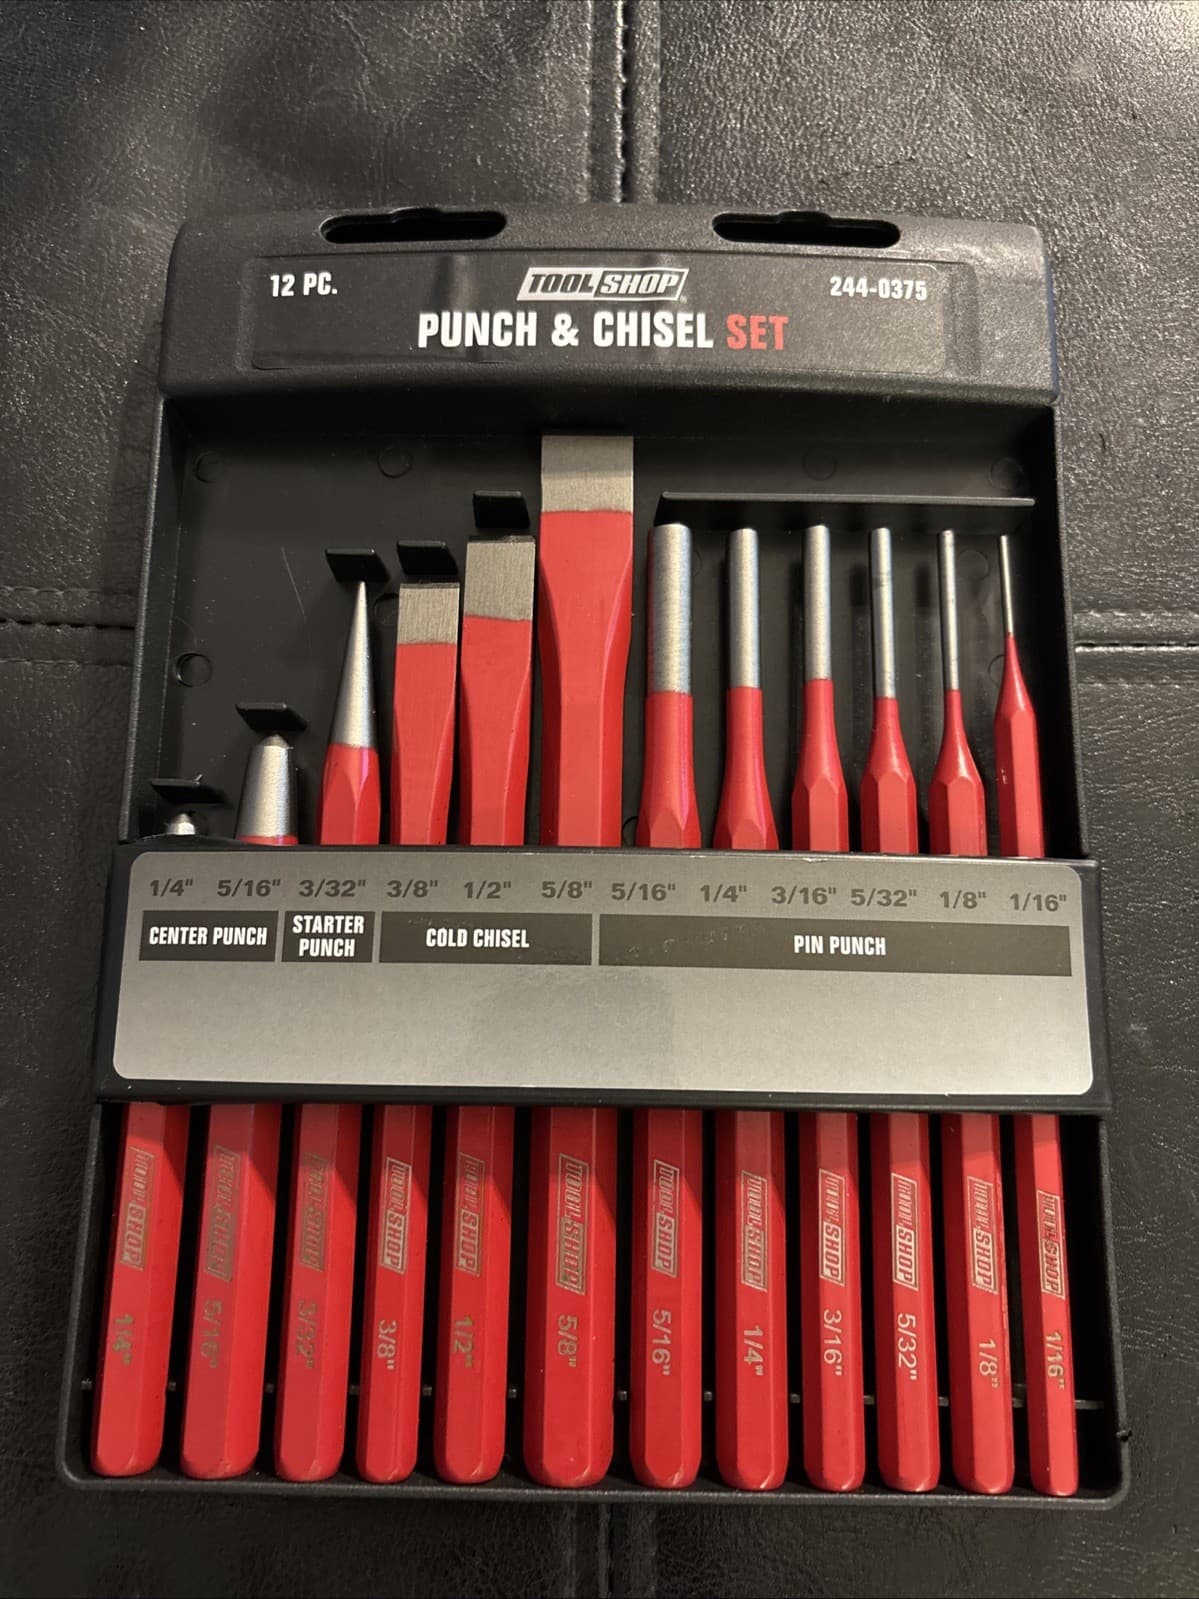 12 PC.
TOOL SHOP®
244-0375
PUNCH & CHISEL SET
1/4" 5/16" 3/32" 3/8" 1/2" 5/8" 5/16" 1/4" 3/16" 5/32" 1/8" 1/16"
CENTER PUNCH
STARTER
PUNCH
COLD CHISEL
PIN PUNCH
TOOL SHOP
1/4"
TOOL SHOP
5/16"
TOOL SHOP
3/32"
TOOL SHOP
3/8"
TOOL SHOP
1/2"
TOOL SHOP
5/8"
TOOL SHOP
5/16"
TOOL SHOP
1/4"
TOOL SHOP
3/16"
TOOL SHOP
5/32"
TOOL SHOP
1/8"
TOOL SHOP
1/16"